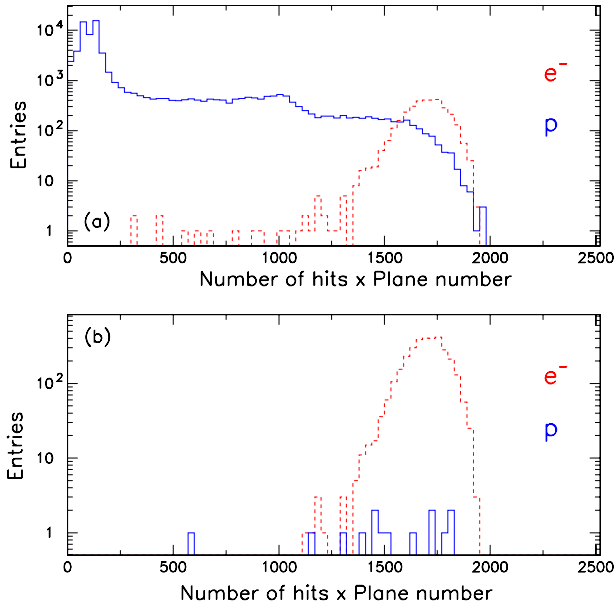 10⁴
10³
10²
10
1
Entries
e⁻
p
(a)
0 500 1000 1500 2000 2500
Number of hits x Plane number
(b)
10²
10
1
Entries
e⁻
p
0 500 1000 1500 2000 2500
Number of hits x Plane number